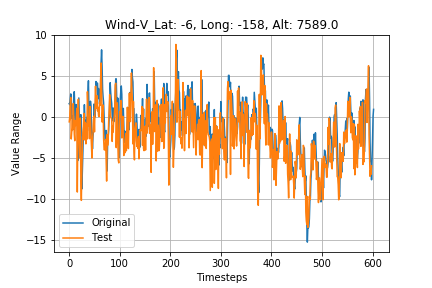 Wind-V_Lat: -6, Long: -158, Alt: 7589.0
10
5
0
−5
−10
−15
Value Range
Original
Test
0 100 200 300 400 500 600
Timesteps